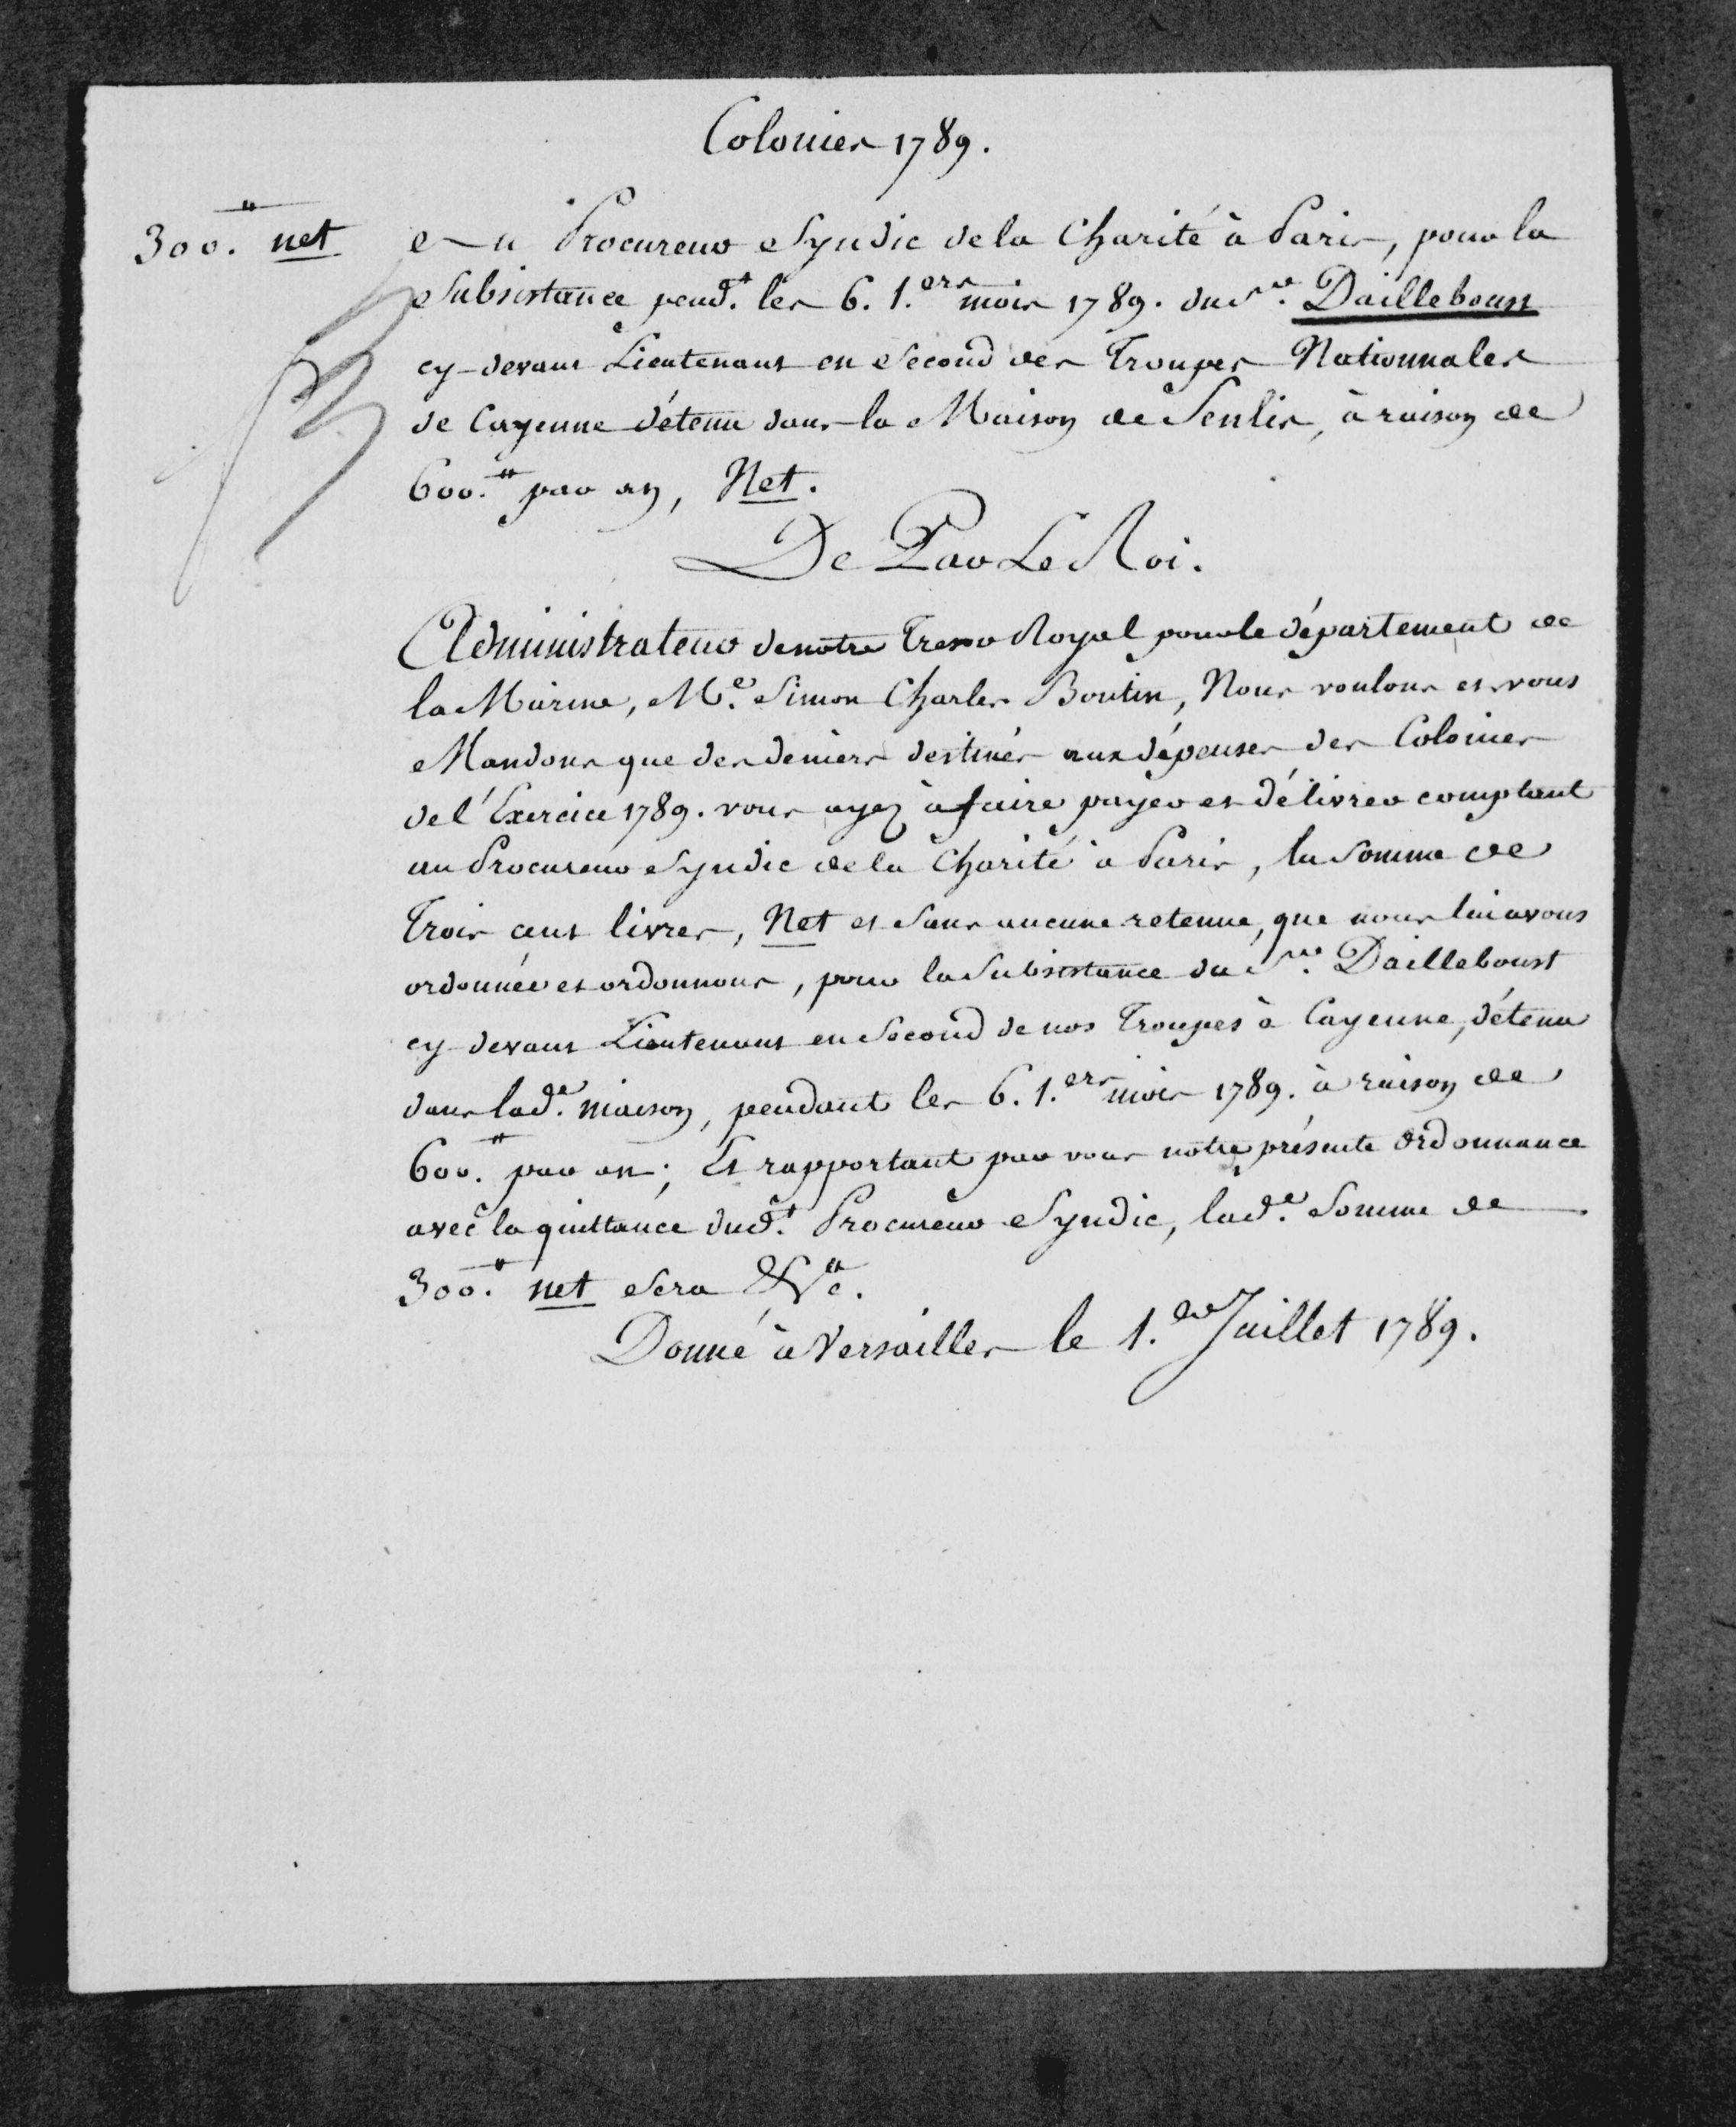 Colonies 1789.
300.₶ net
Au Procureur Syndic de la Charité à Paris, pour la
Subsistance pend.t les 6. 1.ers mois 1789. du S.r Dailleboust
cy-devant Lieutenant en Second des Troupes Nationnales
de Cayenne détenu dans la Maison de Senlis, à raison de
600.₶ par an, Net.
De Par Le Roi.
Administrateur de notre Tresor Royal pour le département de
la Marine, M.e Simon Charles Boutin, Nous voulons et vous
Mandons que des deniers destinés aux dépenses des Colonies
de l'Exercice 1789. vous ayez à faire payer et délivrer comptant
au Procureur Syndic de la Charité à Paris, la Somme de
Trois cent livres, Net et Sans aucune retenue, que nous lui avons
ordonnée et ordonnons, pour la Subsistance du S.r Dailleboust
cy-devant Lieutenant en Second de nos Troupes à Cayenne, détenu
dans lad.e maison, pendant les 6. 1.ers mois 1789. à raison de
600.₶ par an; Et rapportant par vous notre présente Ordonnance
avec la quittance dud.t Procureur Syndic, lad.e Somme de
300.₶ net Sera &c.a
Donné à Versailles le 1.er Juillet 1789.